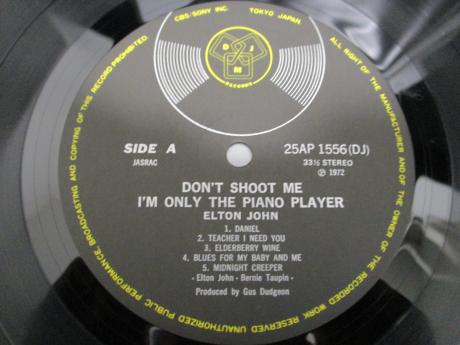 CBS/SONY INC. TOKYO JAPAN.
ALL RIGHT OF THE MANUFACTURER AND OF THE OWNER OF THE RECORDED WORK RESERVED UNAUTHORIZED PUBLIC PERFORMANCE, BROADCASTING AND COPYING OF THIS RECORD PROHIBITED.
D J M
Records
SIDE A
JASRAC
25AP 1556(DJ)
33⅓ STEREO
℗ 1972
DON'T SHOOT ME
I'M ONLY THE PIANO PLAYER
ELTON JOHN
1. DANIEL
2. TEACHER I NEED YOU
3. ELDERBERRY WINE
4. BLUES FOR MY BABY AND ME
5. MIDNIGHT CREEPER
- Elton John - Bernie Taupin -
Produced by Gus Dudgeon